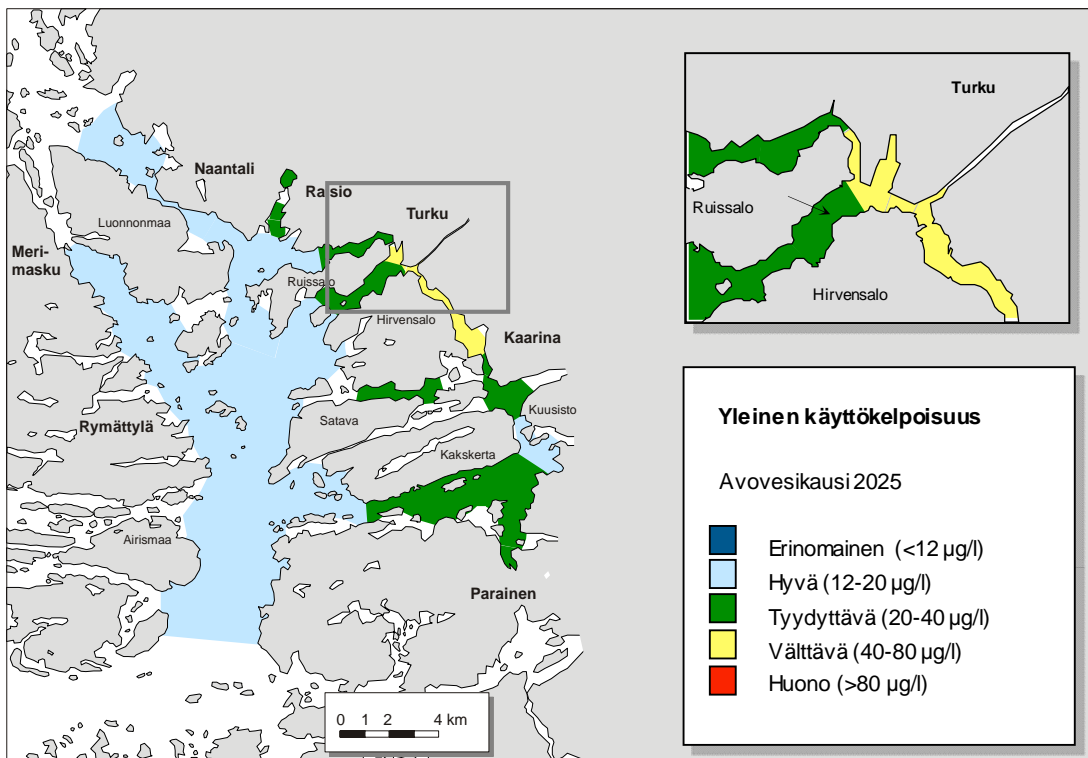 Naantali
Raisio
Turku
Luonnonmaa
Meri-
masku
Ruissalo
Hirvensalo
Kaarina
Rymättylä
Satava
Kuusisto
Kakskerta
Airismaa
Parainen
0 1 2 4 km
Turku
Ruissalo
Hirvensalo
Yleinen käyttökelpoisuus
Avovesikausi 2025
Erinomainen (<12 µg/l)
Hyvä (12-20 µg/l)
Tyydyttävä (20-40 µg/l)
Välttävä (40-80 µg/l)
Huono (>80 µg/l)